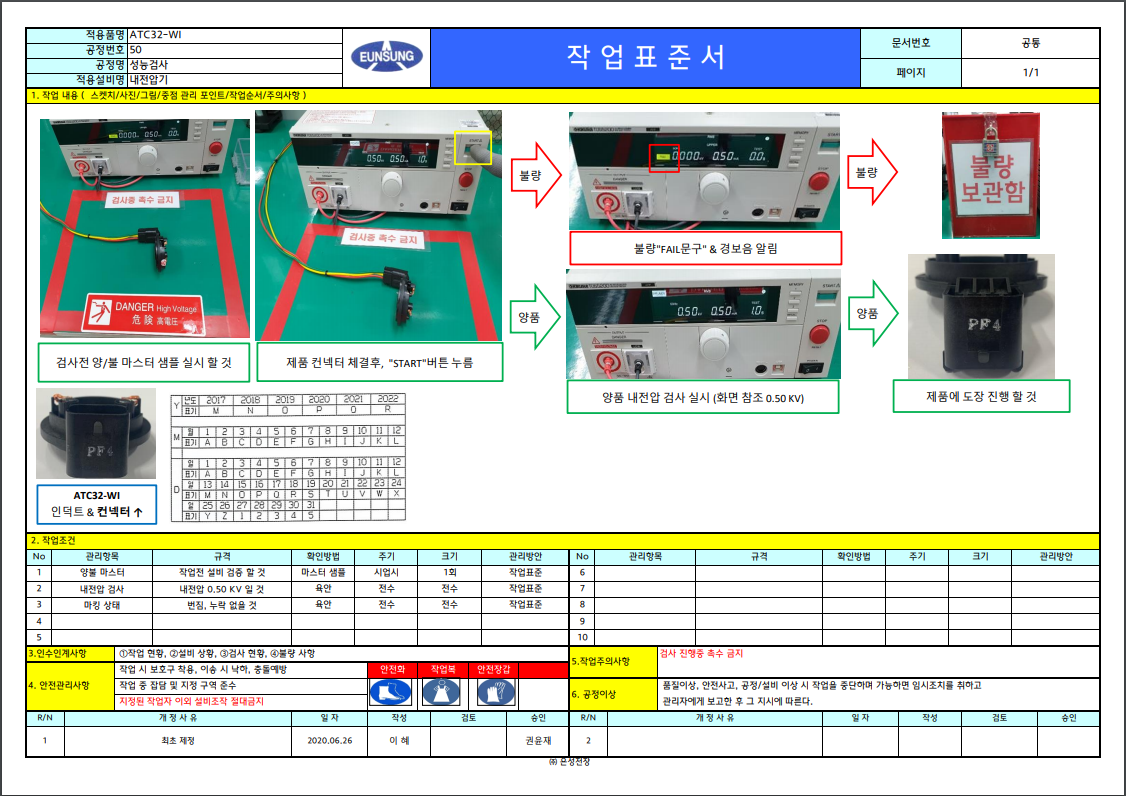 적용품명 ATC32-WI
공정번호 50
공정명 성능검사
적용설비명 내전압기
EUNSUNG
작업표준서
문서번호 공통
페이지 1/1
1. 작업 내용 ( 스켓치/사진/그림/중점 관리 포인트/작업순서/주의사항 )
검사중 촉수 금지
DANGER High Voltage
危險 高電圧
검사전 양/불 마스터 샘플 실시 할 것
검사중 촉수 금지
제품 컨넥터 체결후, "START"버튼 누름
불량
불량"FAIL문구" & 경보음 알림
불량
불량
보관함
양품
양품 내전압 검사 실시 (화면 참조 0.50 KV)
양품
PF4
제품에 도장 진행 할 것
PF4
ATC32-WI
인덕트 & 컨넥터 ↑
Y 년도 2017 2018 2019 2020 2021 2022
표기 M N O P Q R
M 월 1 2 3 4 5 6 7 8 9 10 11 12
표기 A B C D E F G H I J K L
D 일 1 2 3 4 5 6 7 8 9 10 11 12
표기 A B C D E F G H I J K L
일 13 14 15 16 17 18 19 20 21 22 23 24
표기 M N O P Q R S T U V W X
일 25 26 27 28 29 30 31
표기 Y Z 1 2 3 4 5
2. 작업조건
No 관리항목 규격 확인방법 주기 크기 관리방안 No 관리항목 규격 확인방법 주기 크기 관리방안
1 양불 마스터 작업전 설비 검증 할 것 마스터 샘플 시업시 1회 작업표준 6
2 내전압 검사 내전압 0.50 KV 일 것 육안 전수 작업표준 7
3 마킹 상태 번짐, 누락 없을 것 육안 전수 작업표준 8
4 9
5 10
3.인수인계사항 ①작업 현황, ②설비 상황, ③검사 현황, ④불량 사항
4. 안전관리사항 작업 시 보호구 착용, 이송 시 낙하, 충돌예방
작업 중 잡담 및 지정 구역 준수
지정된 작업자 이외 설비조작 절대금지
안전화 작업복 안전장갑
5.작업주의사항 검사 진행중 촉수 금지
6. 공정이상 품질이상, 안전사고, 공정/설비 이상 시 작업을 중단하며 가능하면 임시조치를 취하고
관리자에게 보고한 후 그 지시에 따른다.
R/N 개 정 사 유 일 자 작성 검토 승인 R/N 개 정 사 유 일 자 작성 검토 승인
1 최초 제정 2020.06.26 이 혜 권윤재 2
㈜ 은성전장